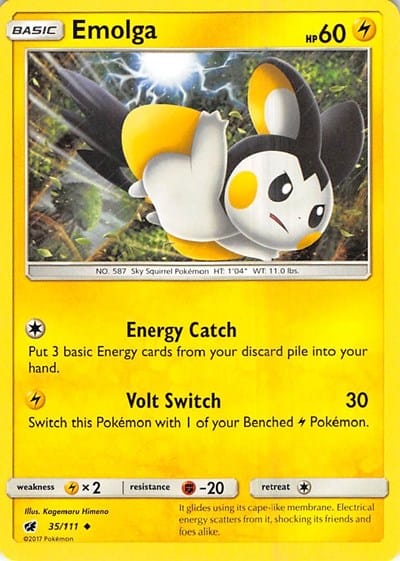 BASIC Emolga HP60
NO. 587 Sky Squirrel Pokémon HT: 1'04" WT: 11.0 lbs.
Energy Catch
Put 3 basic Energy cards from your discard pile into your
hand.
Volt Switch 30
Switch this Pokémon with 1 of your Benched Pokémon.
weakness ×2 resistance -20 retreat
Illus. Kagemaru Himeno
35/111
©2017 Pokémon
It glides using its cape-like membrane. Electrical
energy scatters from it, shocking its friends and
foes alike.